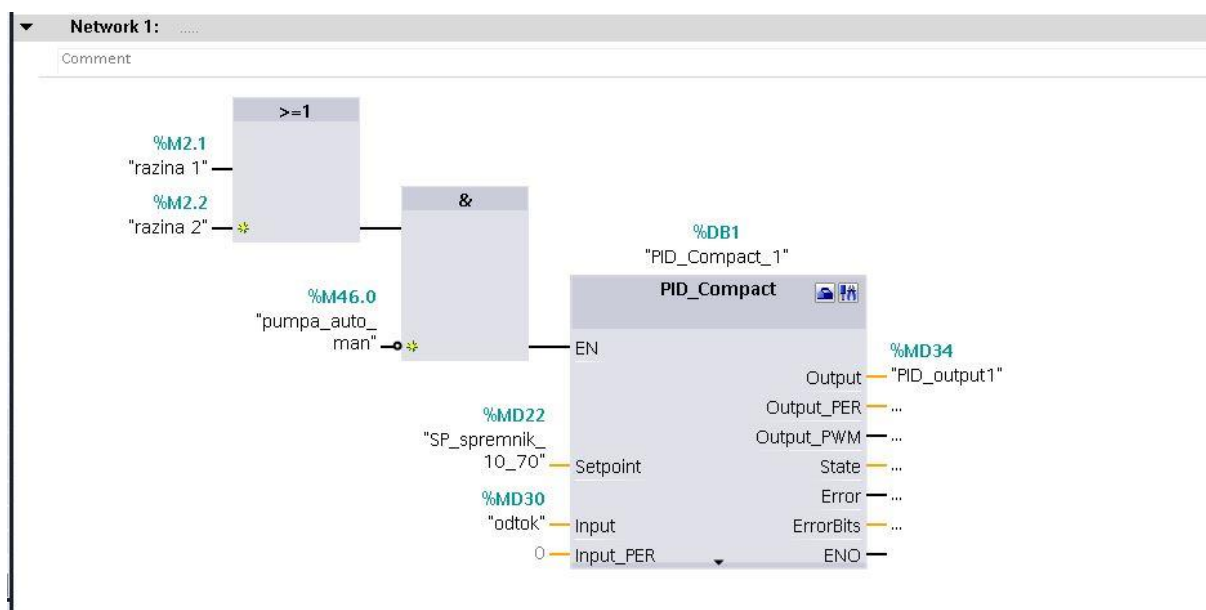 Network 1: .....
Comment
>=1
%M2.1
"razina 1"
%M2.2
"razina 2"
&
%M46.0
"pumpa_auto_
man"
%DB1
"PID_Compact_1"
PID_Compact
EN
%MD34
Output "PID_output1"
Output_PER ...
%MD22
"SP_spremnik_
10_70"
Output_PWM ...
Setpoint State ...
%MD30
Error ...
"odtok" Input ErrorBits ...
0 Input_PER ENO